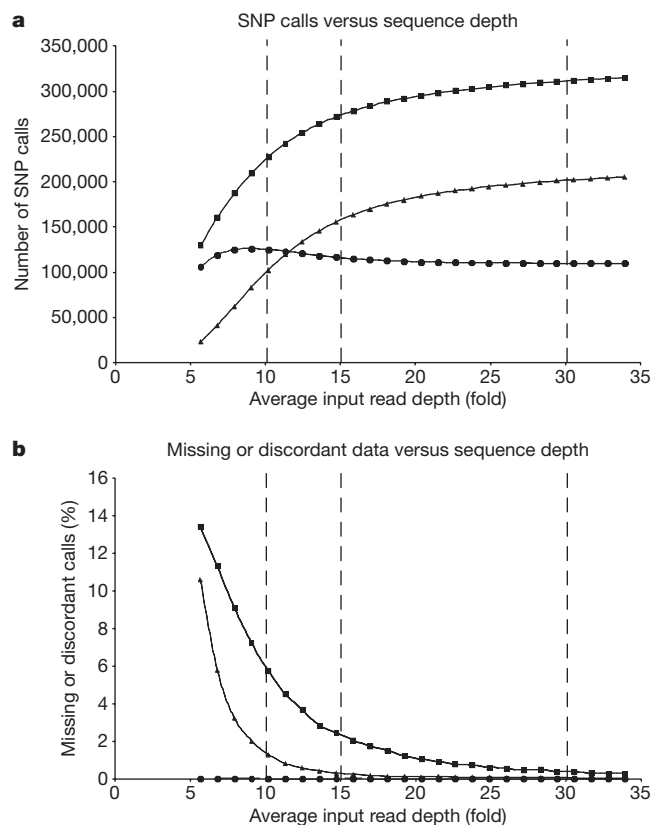 a
SNP calls versus sequence depth
Number of SNP calls
350,000
300,000
250,000
200,000
150,000
100,000
50,000
0
0 5 10 15 20 25 30 35
Average input read depth (fold)
b
Missing or discordant data versus sequence depth
Missing or discordant calls (%)
16
14
12
10
8
6
4
2
0
0 5 10 15 20 25 30 35
Average input read depth (fold)